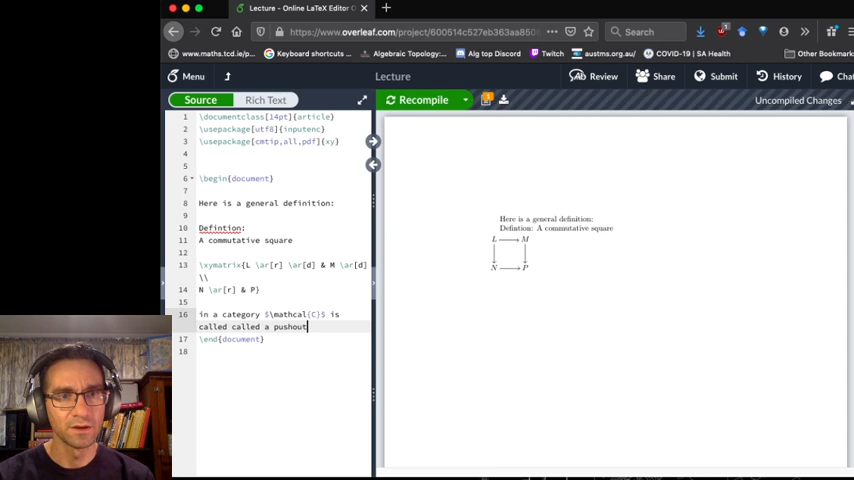 Lecture - Online LaTeX Editor O
https://www.overleaf.com/project/600514c527eb363aa850
Search
www.maths.tcd.ie/pub/
Keyboard shortcuts ...
Algebraic Topology:...
Alg top Discord
Twitch
austms.org.au/
COVID-19 | SA Health
Other Bookmarks
Menu
Lecture
Review
Share
Submit
History
Chat
Source
Rich Text
Recompile
Uncompiled Changes
1 \documentclass[14pt]{article}
2 \usepackage[utf8]{inputenc}
3 \usepackage[cmtip,all,pdf]{xy}
4
5
6 \begin{document}
7
8 Here is a general definition:
9
10 Defintion:
11 A commutative square
12
13 \xymatrix{L \ar[r] \ar[d] & M \ar[d]
\\
14 N \ar[r] & P}
15
16 in a category $\mathcal{C}$ is
called called a pushout
17 \end{document}
18
Here is a general definition:
Defintion: A commutative square
L M
N P